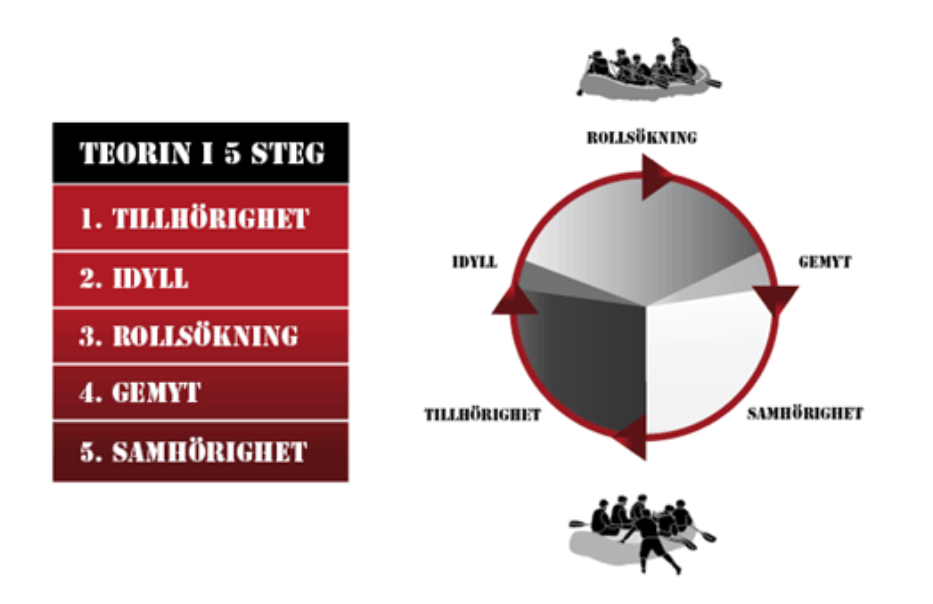 TEORIN I 5 STEG
1. TILLHÖRIGHET
2. IDYLL
3. ROLLSÖKNING
4. GEMYT
5. SAMHÖRIGHET
ROLLSÖKNING
IDYLL
GEMYT
TILLHÖRIGHET
SAMHÖRIGHET